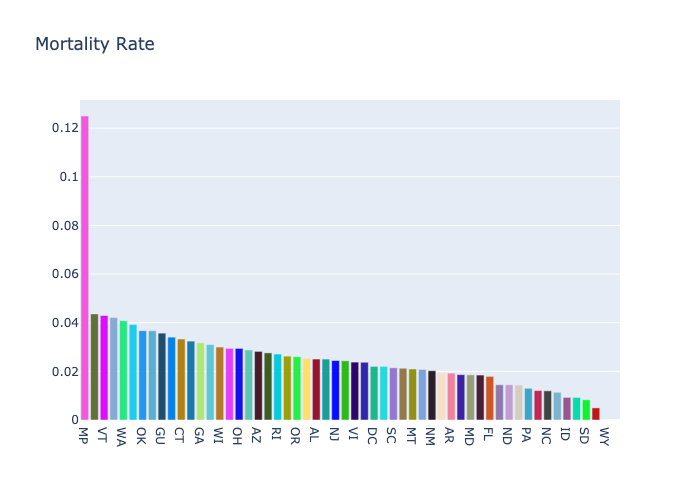 Mortality Rate
0.12
0.1
0.08
0.06
0.04
0.02
0
MP
VT
WA
OK
GU
CT
GA
WI
OH
AZ
RI
OR
AL
NJ
VI
DC
SC
MT
NM
AR
MD
FL
ND
PA
NC
ID
SD
WY